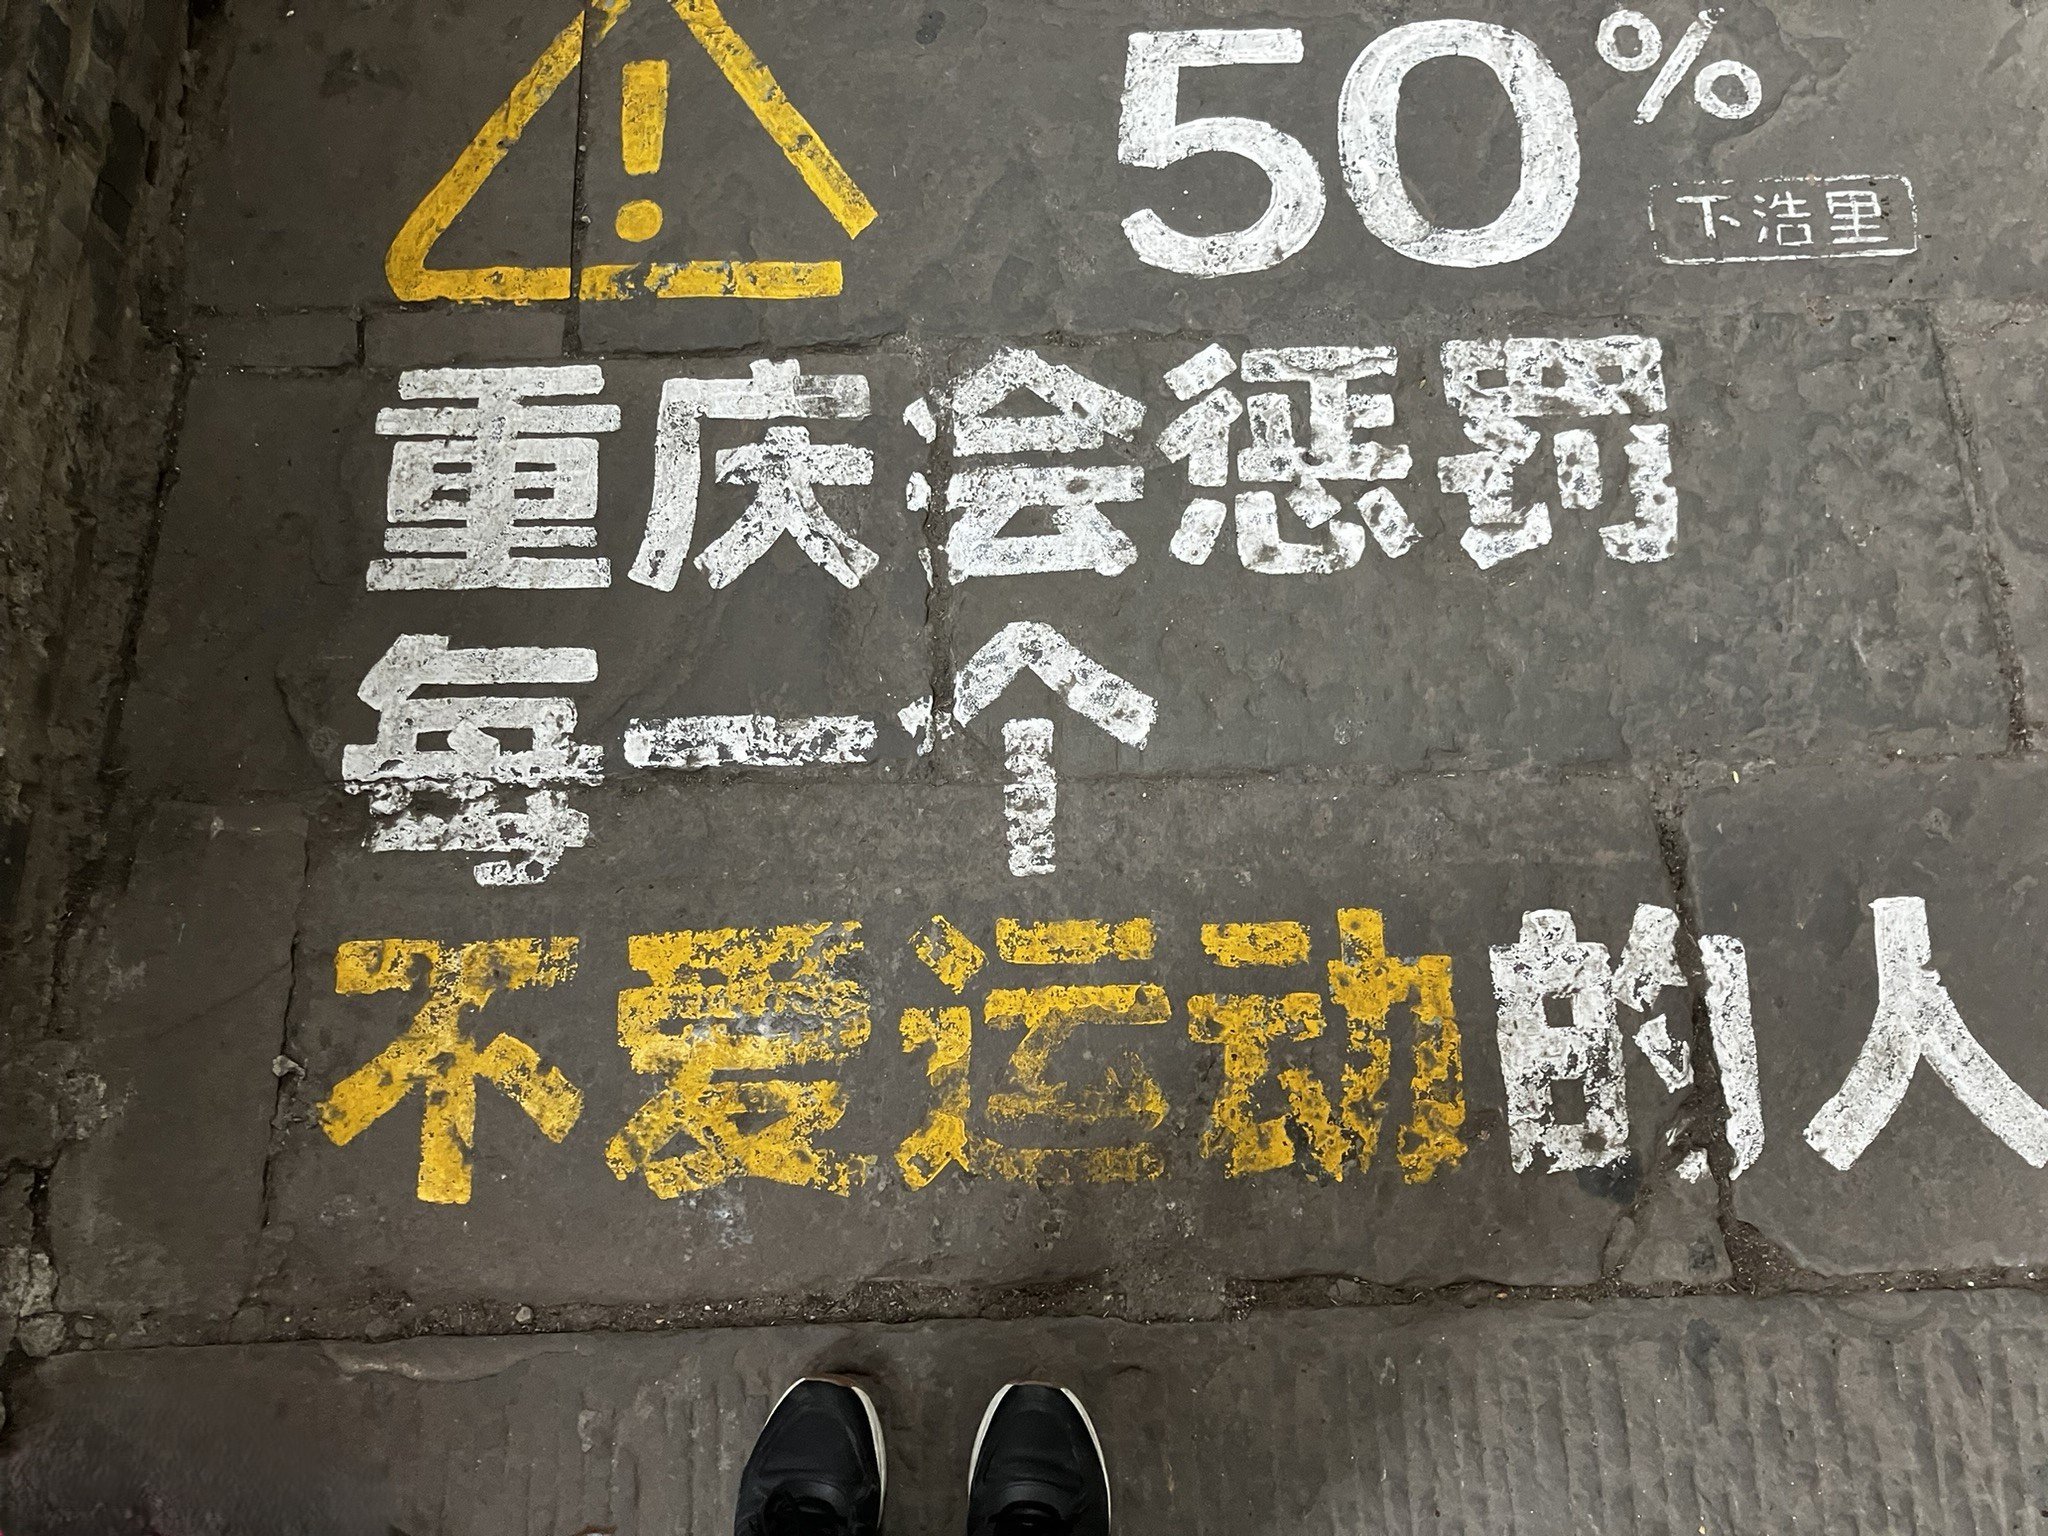 50%
下浩里
重庆会惩罚
每一个
不爱运动的人